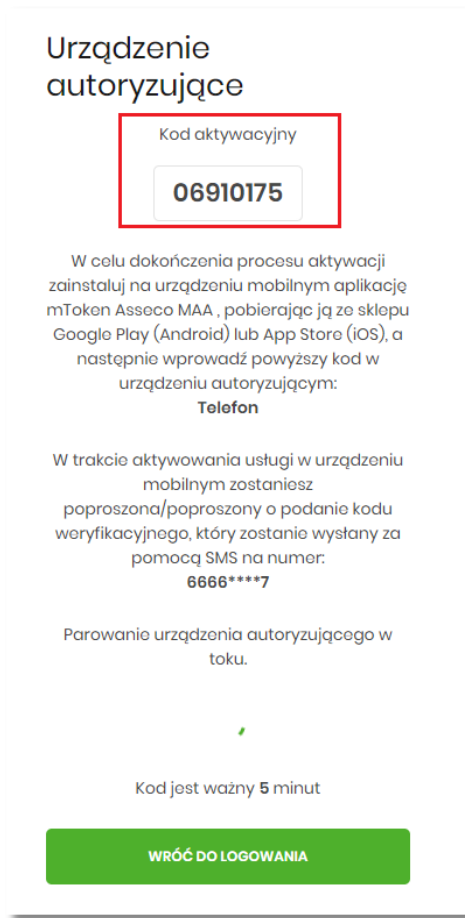 Urządzenie
autoryzujące
Kod aktywacyjny
06910175
W celu dokończenia procesu aktywacji
zainstaluj na urządzeniu mobilnym aplikację
mToken Asseco MAA , pobierając ją ze sklepu
Google Play (Android) lub App Store (iOS), a
następnie wprowadź powyższy kod w
urządzeniu autoryzującym:
Telefon
W trakcie aktywowania usługi w urządzeniu
mobilnym zostaniesz
poproszona/poproszony o podanie kodu
weryfikacyjnego, który zostanie wysłany za
pomocą SMS na numer:
6666****7
Parowanie urządzenia autoryzującego w
toku.
Kod jest ważny 5 minut
WRÓĆ DO LOGOWANIA